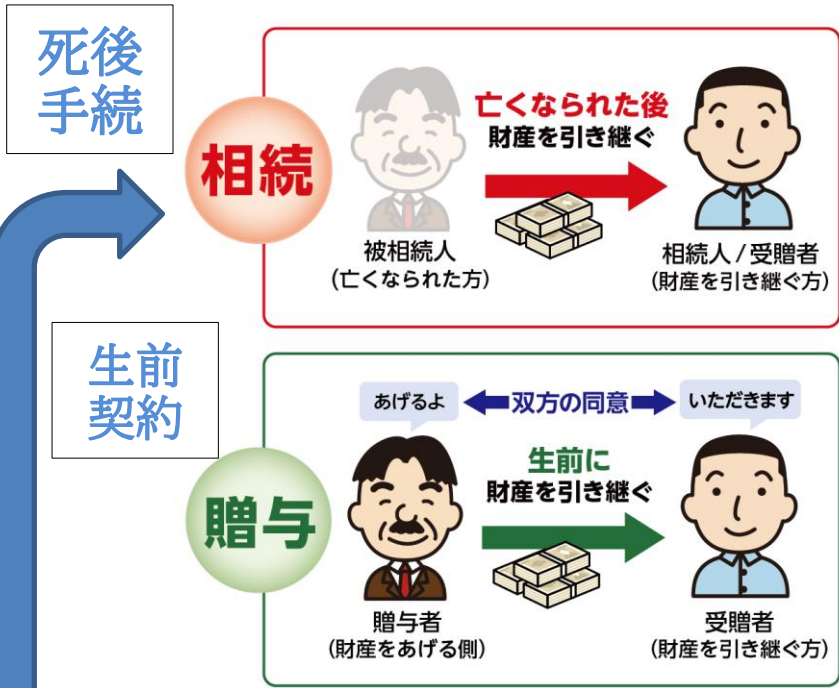 死後
手続
相続
亡くなられた後
財産を引き継ぐ
被相続人
(亡くなられた方)
相続人/受贈者
(財産を引き継ぐ方)
生前
契約
贈与
あげるよ
双方の同意
いただきます
生前に
財産を引き継ぐ
贈与者
(財産をあげる側)
受贈者
(財産を引き継ぐ方)